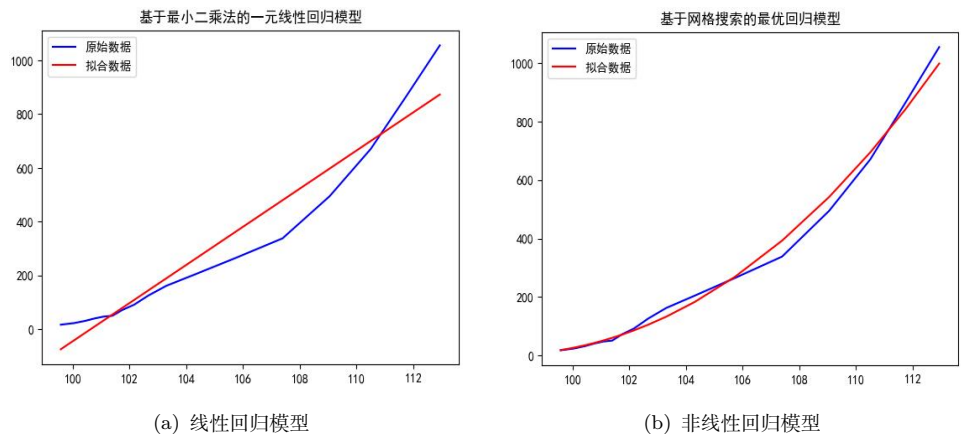 基于最小二乘法的一元线性回归模型
原始数据
拟合数据
1000
800
600
400
200
0
100 102 104 106 108 110 112
(a) 线性回归模型
基于网格搜索的最优回归模型
原始数据
拟合数据
1000
800
600
400
200
0
100 102 104 106 108 110 112
(b) 非线性回归模型